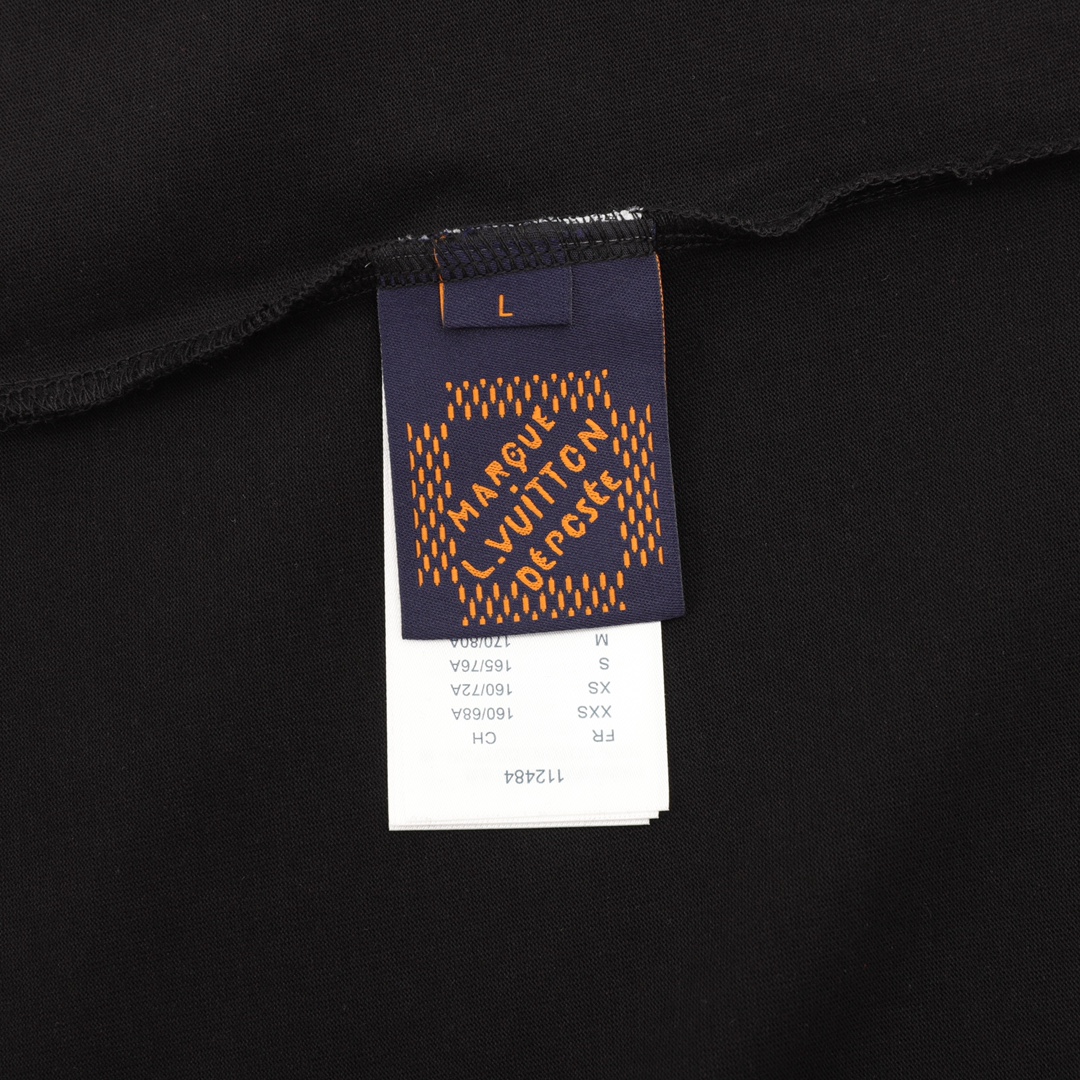 L
MARQUE
L.VUITTON
DÉPOSÉE
112484
FR CH
XXS 160/68A
XS 160/72A
S 165/76A
M 170/80A